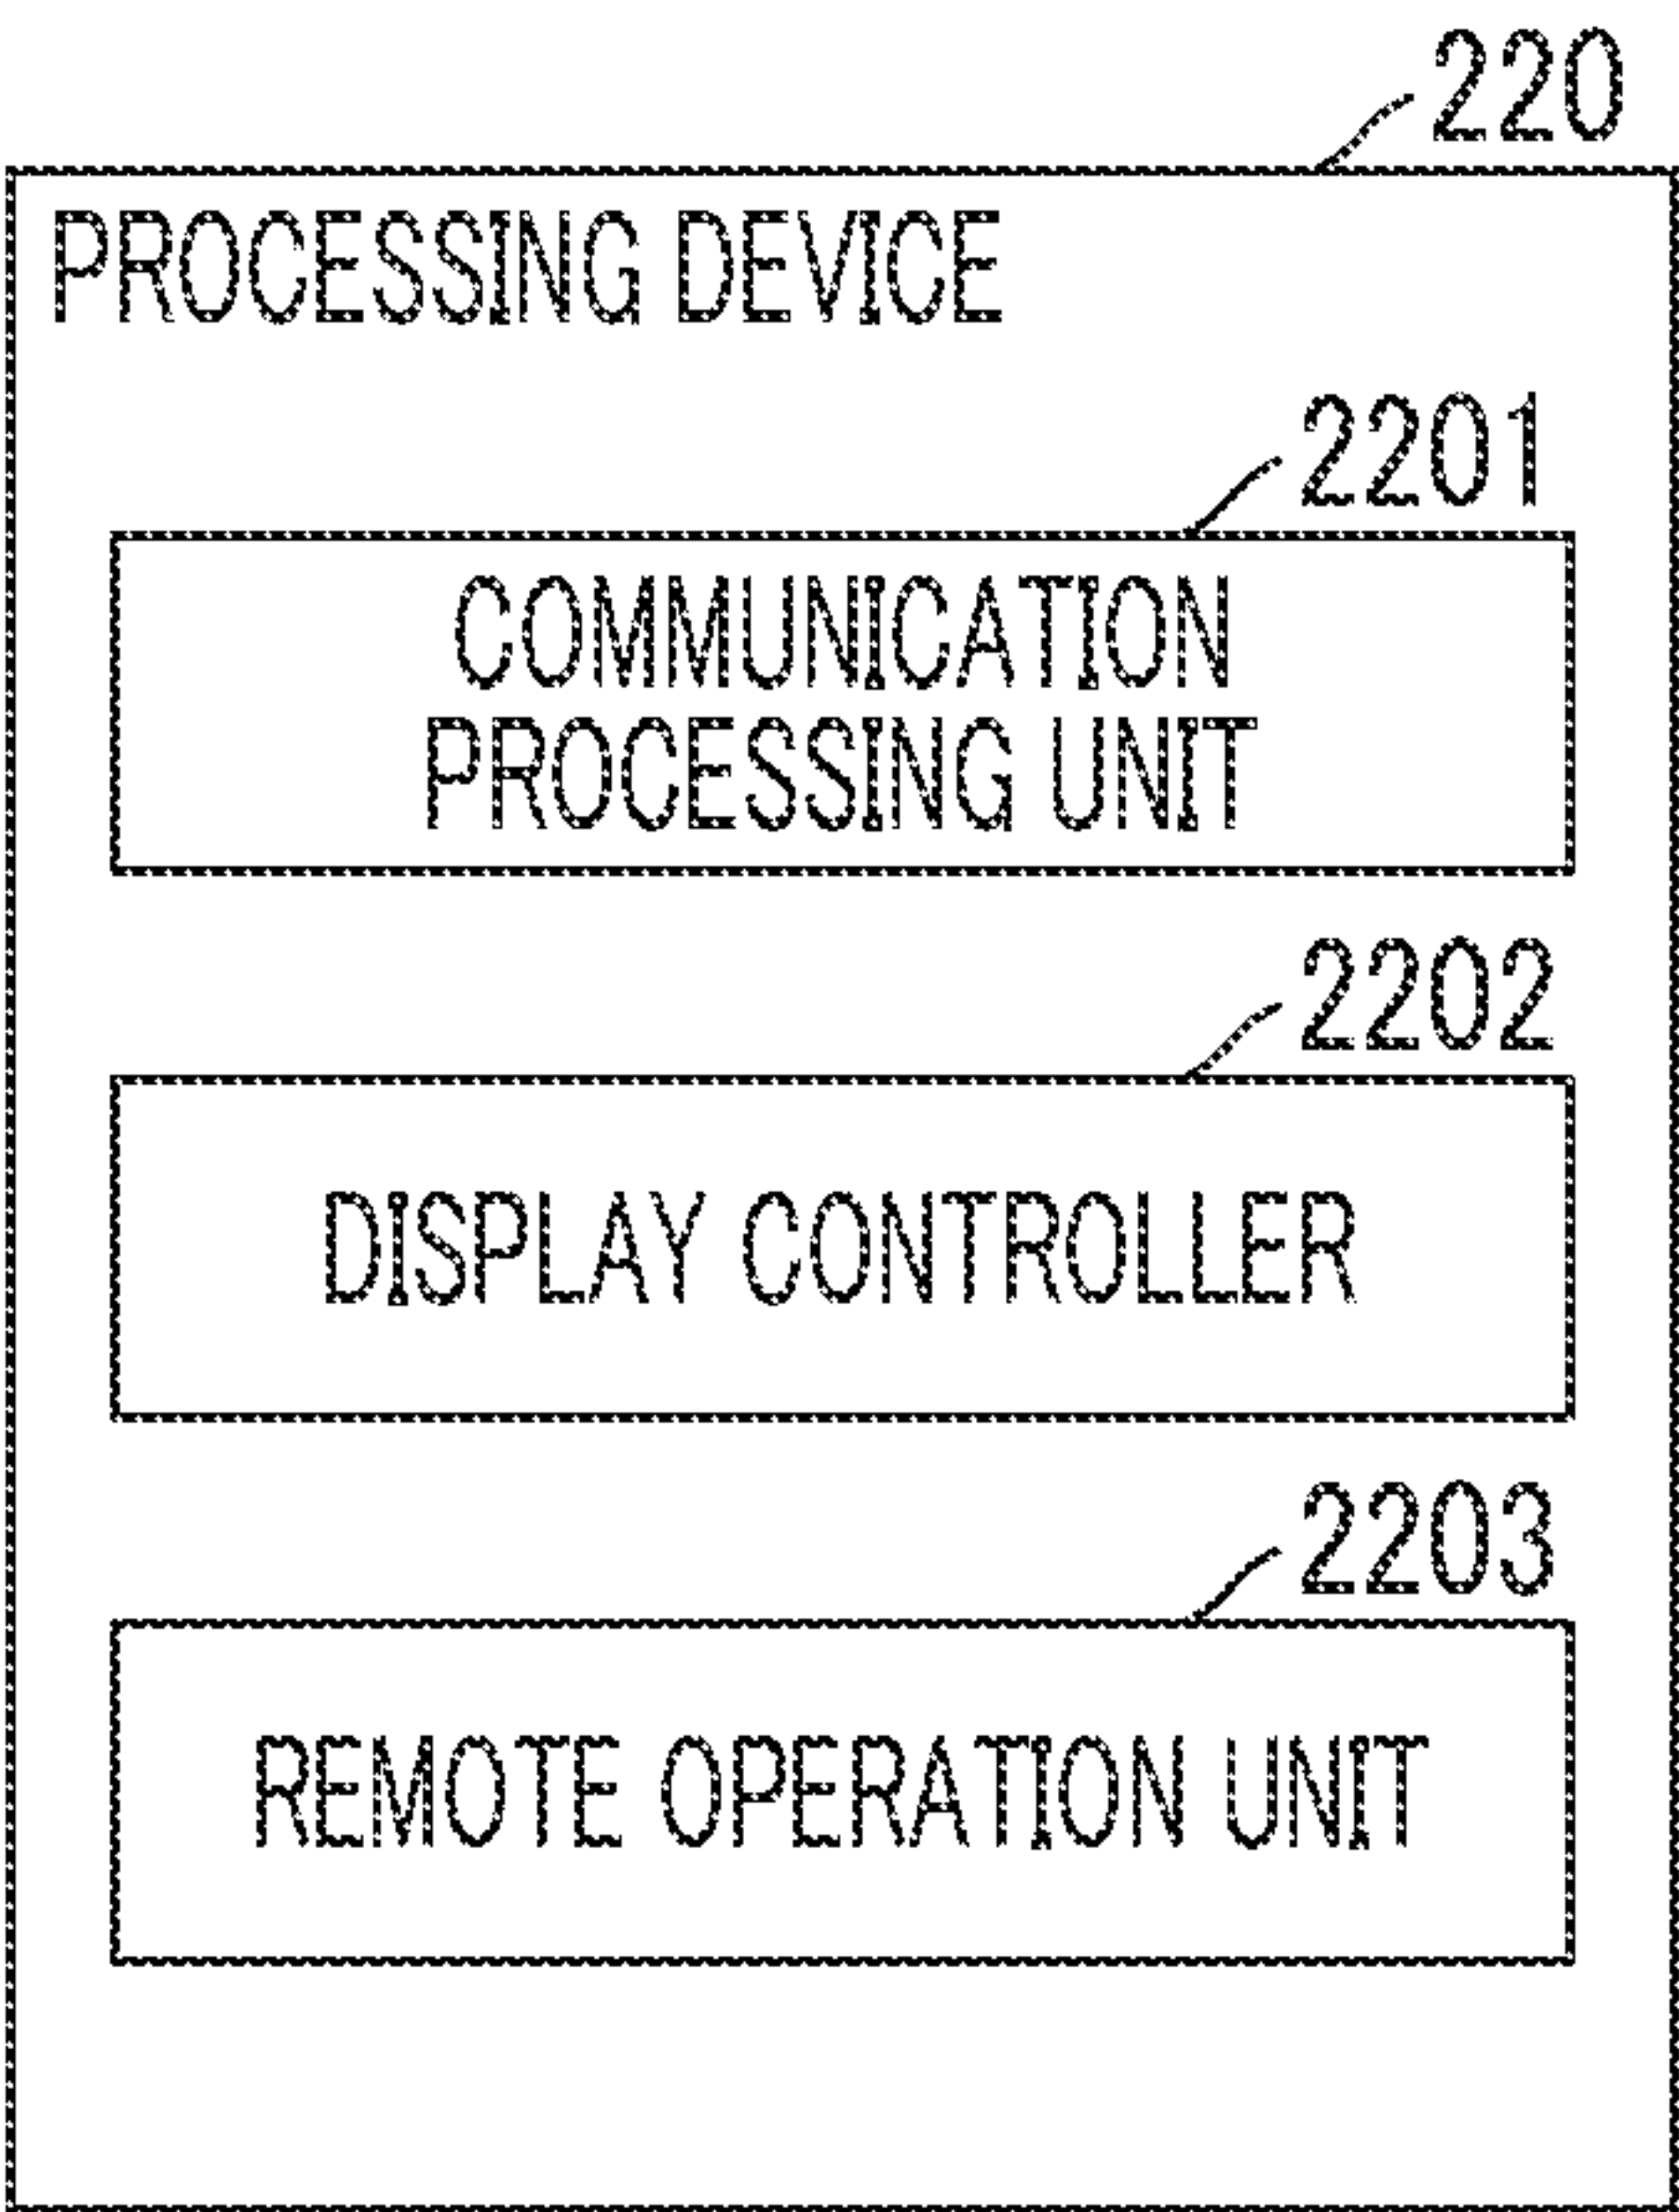 220
PROCESSING DEVICE
2201
COMMUNICATION
PROCESSING UNIT
2202
DISPLAY CONTROLLER
2203
REMOTE OPERATION UNIT